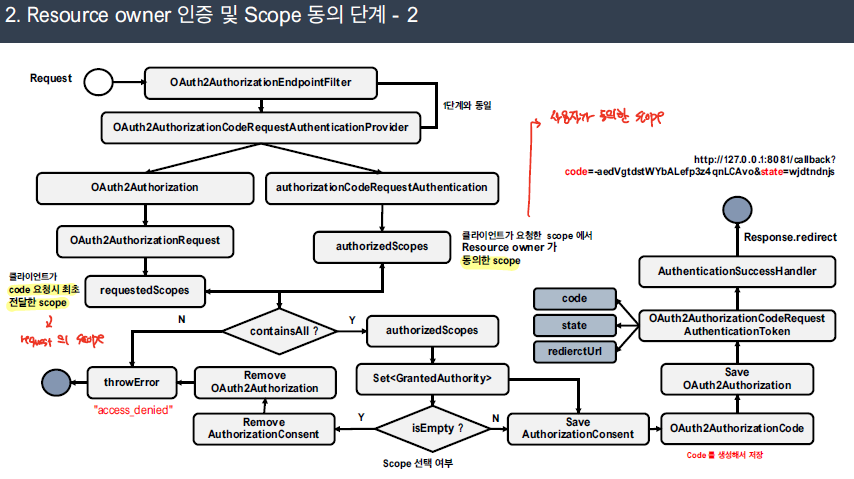 2. Resource owner 인증 및 Scope 동의 단계 - 2
Request
OAuth2AuthorizationEndpointFilter
1단계와 동일
OAuth2AuthorizationCodeRequestAuthenticationProvider
사용자가 동의한 scope
http://127.0.0.1:8081/callback?
code=-aedVgtdstWYbALefp3z4qnLCAvo&state=wjdtndnjs
OAuth2Authorization
authorizationCodeRequestAuthentication
OAuth2AuthorizationRequest
authorizedScopes
클라이언트가 요청한 scope 에서
Resource owner 가
동의한 scope
Response.redirect
AuthenticationSuccessHandler
클라이언트가
code 요청시 최초
전달한 scope
requestedScopes
request 의 scope
N
containsAll ?
Y
authorizedScopes
code
state
redierctUrl
OAuth2AuthorizationCodeRequest
AuthenticationToken
throwError
"access_denied"
Remove
OAuth2Authorization
Set<GrantedAuthority>
Save
OAuth2Authorization
Remove
AuthorizationConsent
Y
isEmpty ?
N
Scope 선택 여부
Save
AuthorizationConsent
OAuth2AuthorizationCode
Code 를 생성해서 저장